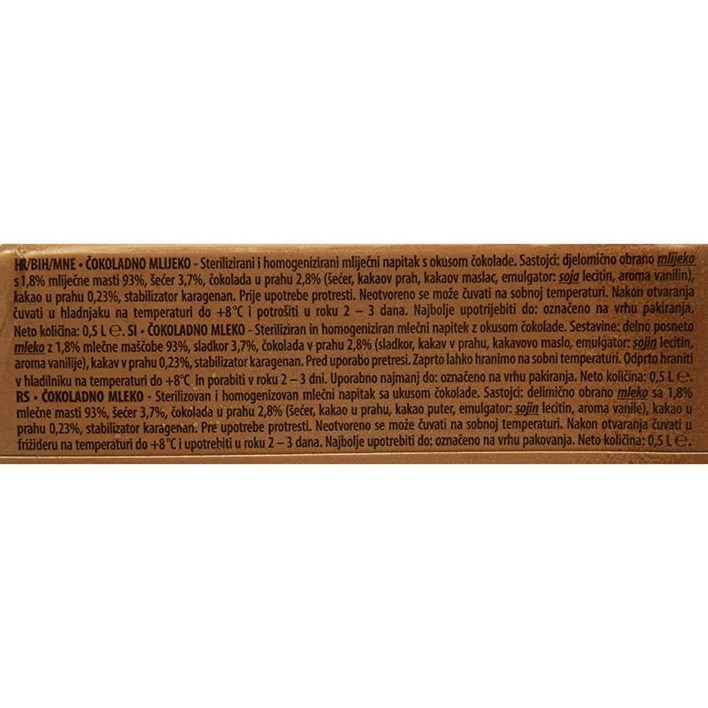 HR/BIH/MNE • ČOKOLADNO MLIJEKO - Sterilizirani i homogenizirani mliječni napitak s okusom čokolade. Sastojci: djelomično obrano mlijeko
s 1,8% mliječne masti 93%, šećer 3,7%, čokolada u prahu 2,8% (šećer, kakaov prah, kakaov maslac, emulgator: soja lecitin, aroma vanilin),
kakao u prahu 0,23%, stabilizator karagenan. Prije upotrebe protresti. Neotvoreno se može čuvati na sobnoj temperaturi. Nakon otvaranja
čuvati u hladnjaku na temperaturi do +8°C i potrošiti u roku 2 – 3 dana. Najbolje upotrijebiti do: označeno na vrhu pakiranja.
Neto količina: 0,5 L ℮. SI • ČOKOLADNO MLEKO - Steriliziran in homogeniziran mlečni napitek z okusom čokolade. Sestavine: delno posneto
mleko z 1,8% mlečne maščobe 93%, sladkor 3,7%, čokolada v prahu 2,8% (sladkor, kakav v prahu, kakavovo maslo, emulgator: sojin lecitin,
aroma vanilije), kakav v prahu 0,23%, stabilizator karagenan. Pred uporabo pretresi. Zaprto lahko hranimo na sobni temperaturi. Odprto hraniti
v hladilniku na temperaturi do +8°C in porabiti v roku 2 – 3 dni. Uporabno najmanj do: označeno na vrhu pakiranja. Neto količina: 0,5 L ℮.
RS • ČOKOLADNO MLEKO - Sterilizovan i homogenizovan mlečni napitak sa ukusom čokolade. Sastojci: delimično obrano mleko sa 1,8%
mlečne masti 93%, šećer 3,7%, čokolada u prahu 2,8% (šećer, kakao u prahu, kakao puter, emulgator: sojin lecitin, aroma vanile), kakao u
prahu 0,23%, stabilizator karagenan. Pre upotrebe protresti. Neotvoreno se može čuvati na sobnoj temperaturi. Nakon otvaranja čuvati u
frižideru na temperaturi do +8°C i upotrebiti u roku 2 – 3 dana. Najbolje upotrebiti do: označeno na vrhu pakovanja. Neto količina: 0,5 L ℮.